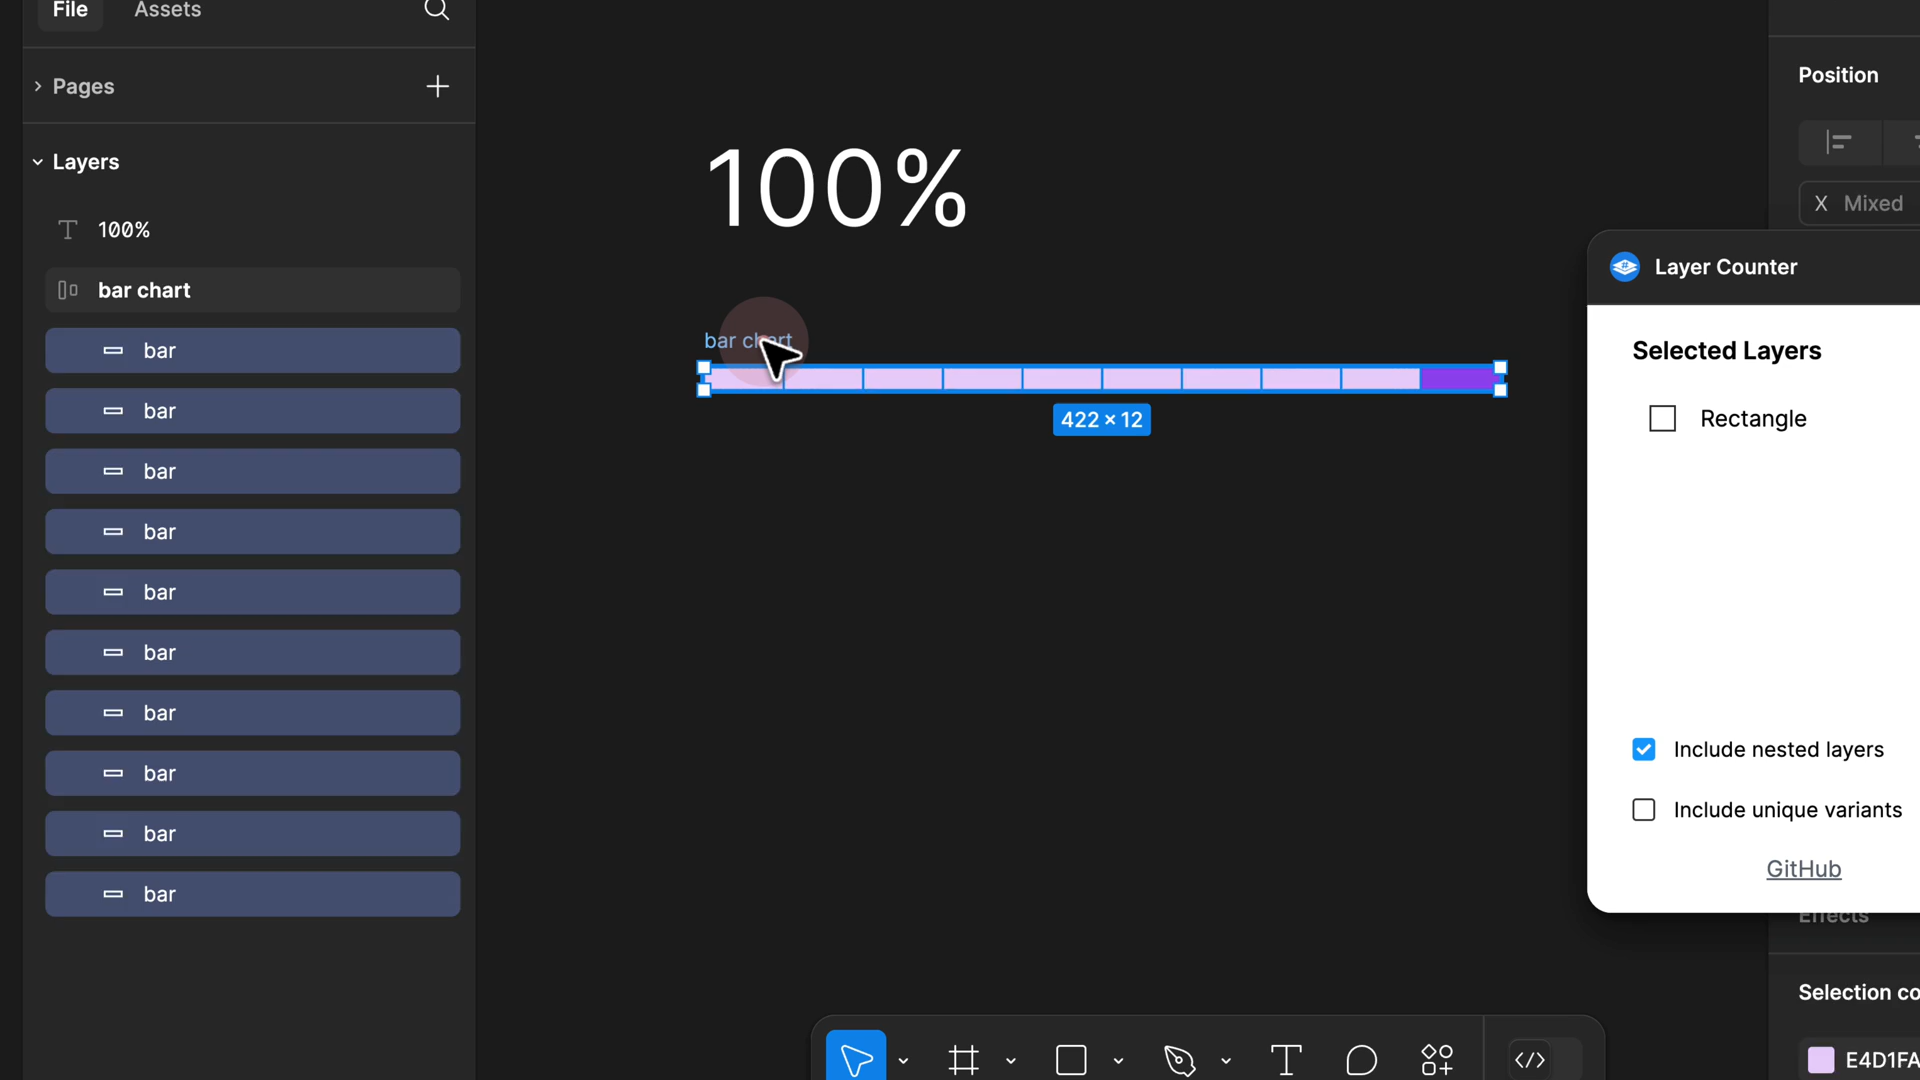 File
Assets
Pages
Layers
100%
bar chart
bar
bar
bar
bar
bar
bar
bar
bar
bar
bar
100%
bar chart
422 × 12
Position
X Mixed
Layer Counter
Selected Layers
Rectangle
Include nested layers
Include unique variants
GitHub
Effects
Selection co
E4D1FA